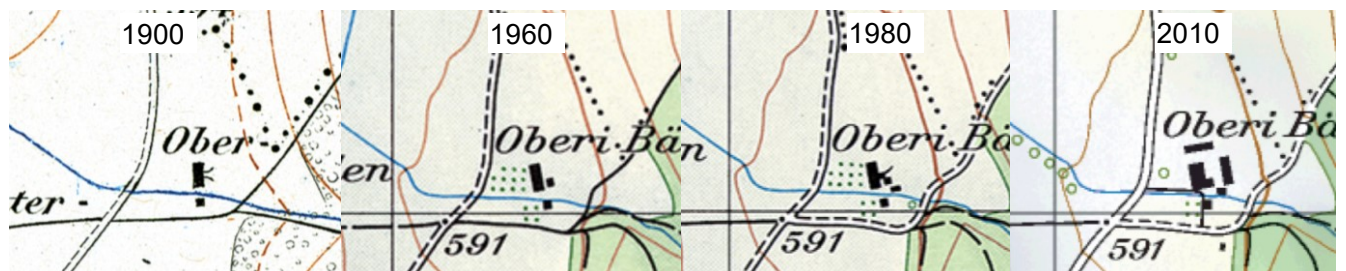 1900
1960
1980
2010
Ober
ter -
en
Oberi Bän
591
Oberi Bä
591
Oberi Bä
591